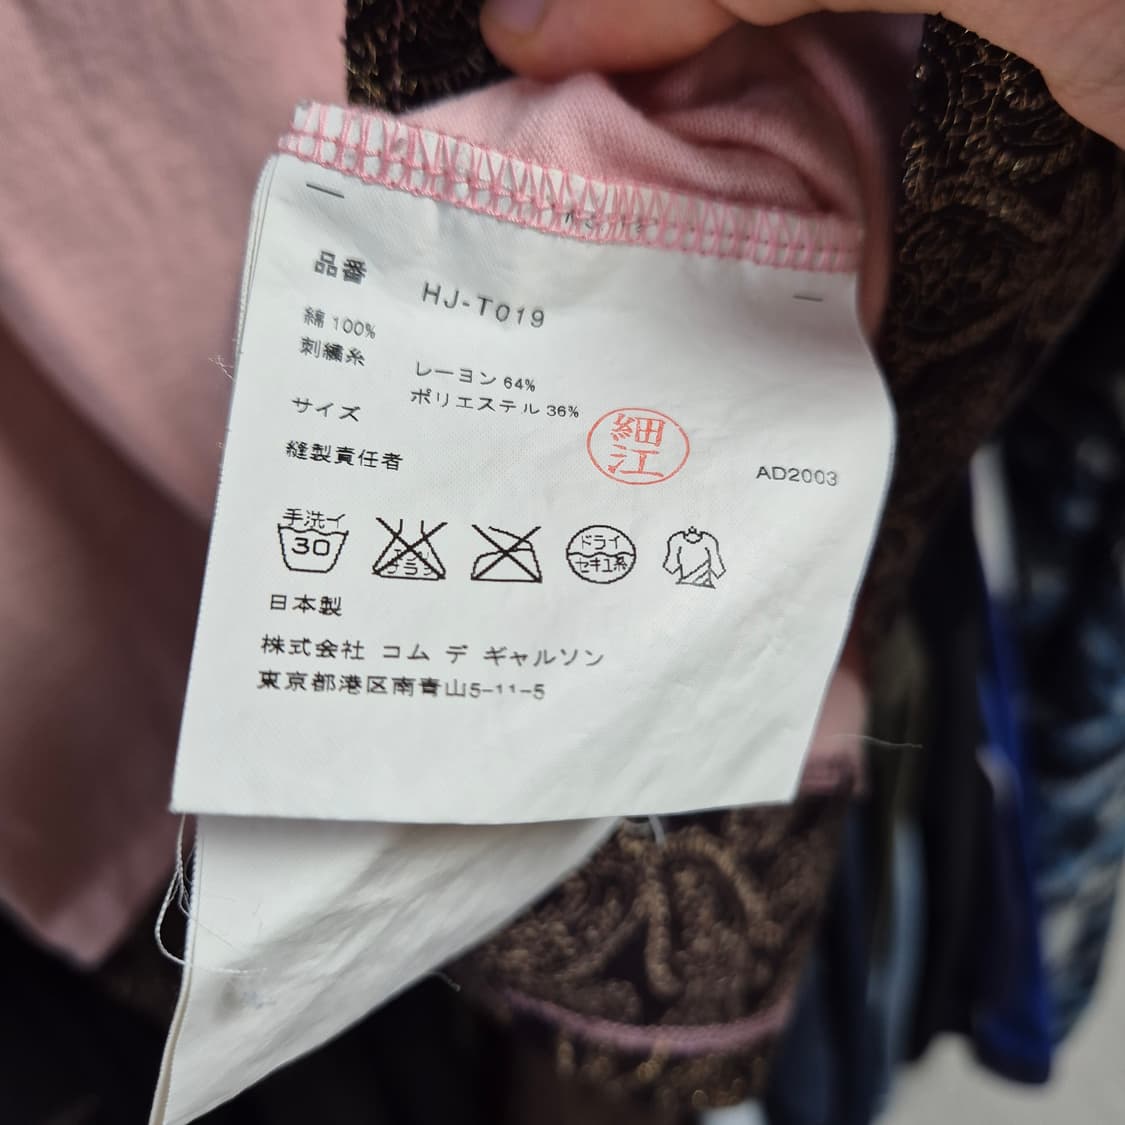 品番 HJ-T019
綿 100%
刺繍糸
レーヨン 64%
ポリエステル 36%
サイズ
縫製責任者
細江
AD2003
手洗イ
30
ドライ
セキユ系
日本製
株式会社 コム デ ギャルソン
東京都港区南青山5-11-5